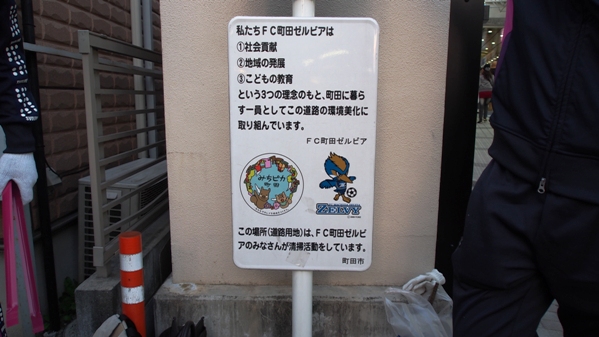 私たちＦＣ町田ゼルビアは
①社会貢献
②地域の発展
③こどもの教育
という3つの理念のもと、町田に暮ら
す一員としてこの道路の環境美化に
取り組んでいます。
ＦＣ町田ゼルビア
みちピカ
町田
ZELVY
この場所(道路用地)は、ＦＣ町田ゼルビ
アのみなさんが清掃活動をしています。
町田市